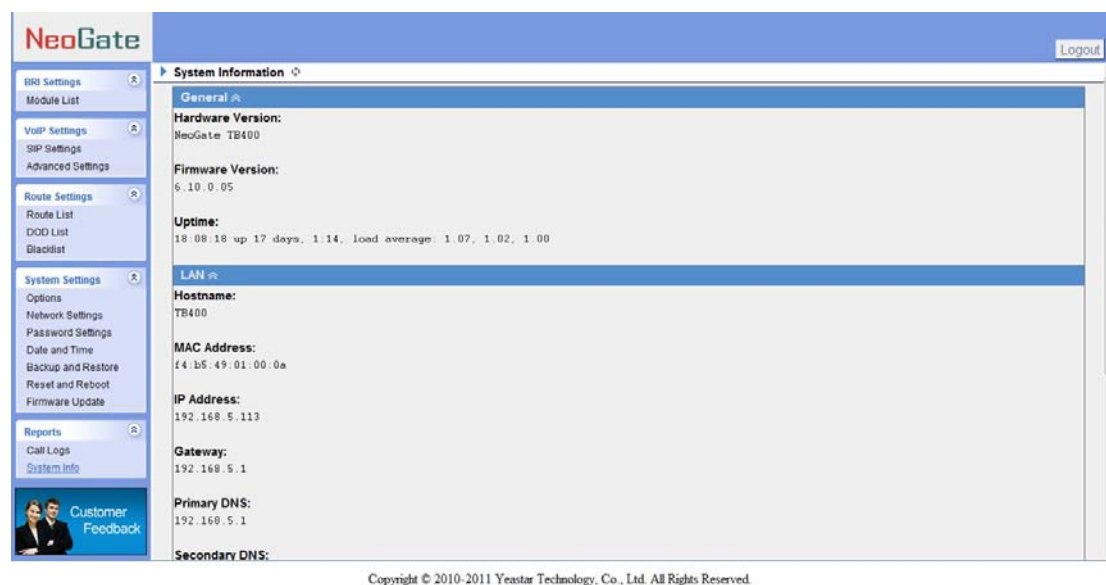 NeoGate
Logout
BRI Settings
Module List
VoIP Settings
SIP Settings
Advanced Settings
Route Settings
Route List
DOD List
Blacklist
System Settings
Options
Network Settings
Password Settings
Date and Time
Backup and Restore
Reset and Reboot
Firmware Update
Reports
Call Logs
System Info
Customer
Feedback
System Information
General
Hardware Version:
NeoGate TB400
Firmware Version:
6.10.0.05
Uptime:
18:08:18 up 17 days, 1:14, load average: 1.07, 1.02, 1.00
LAN
Hostname:
TB400
MAC Address:
f4:b5:49:01:00:0a
IP Address:
192.168.5.113
Gateway:
192.168.5.1
Primary DNS:
192.168.5.1
Secondary DNS:
Copyright © 2010-2011 Yeastar Technology, Co., Ltd. All Rights Reserved.